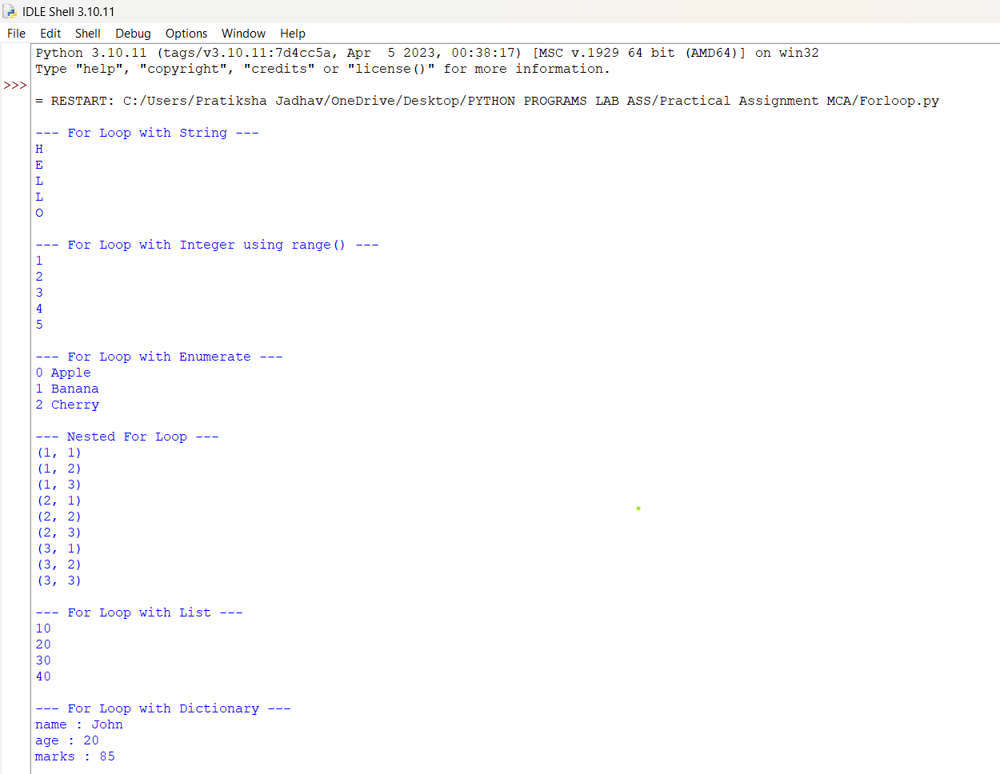 IDLE Shell 3.10.11
File Edit Shell Debug Options Window Help
Python 3.10.11 (tags/v3.10.11:7d4cc5a, Apr  5 2023, 00:38:17) [MSC v.1929 64 bit (AMD64)] on win32
Type "help", "copyright", "credits" or "license()" for more information.
>>>
= RESTART: C:/Users/Pratiksha Jadhav/OneDrive/Desktop/PYTHON PROGRAMS LAB ASS/Practical Assignment MCA/Forloop.py
--- For Loop with String ---
H
E
L
L
O
--- For Loop with Integer using range() ---
1
2
3
4
5
--- For Loop with Enumerate ---
0 Apple
1 Banana
2 Cherry
--- Nested For Loop ---
(1, 1)
(1, 2)
(1, 3)
(2, 1)
(2, 2)
(2, 3)
(3, 1)
(3, 2)
(3, 3)
--- For Loop with List ---
10
20
30
40
--- For Loop with Dictionary ---
name : John
age : 20
marks : 85